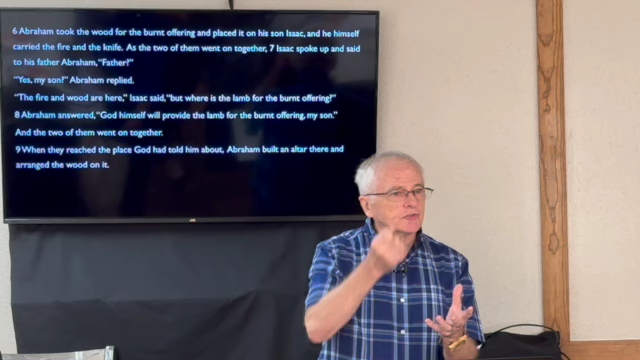 6 Abraham took the wood for the burnt offering and placed it on his son Isaac, and he himself
carried the fire and the knife. As the two of them went on together, 7 Isaac spoke up and said
to his father Abraham, “Father?”
“Yes, my son?” Abraham replied.
“The fire and wood are here,” Isaac said, “but where is the lamb for the burnt offering?”
8 Abraham answered, “God himself will provide the lamb for the burnt offering, my son.”
And the two of them went on together.
9 When they reached the place God had told him about, Abraham built an altar there and
arranged the wood on it.